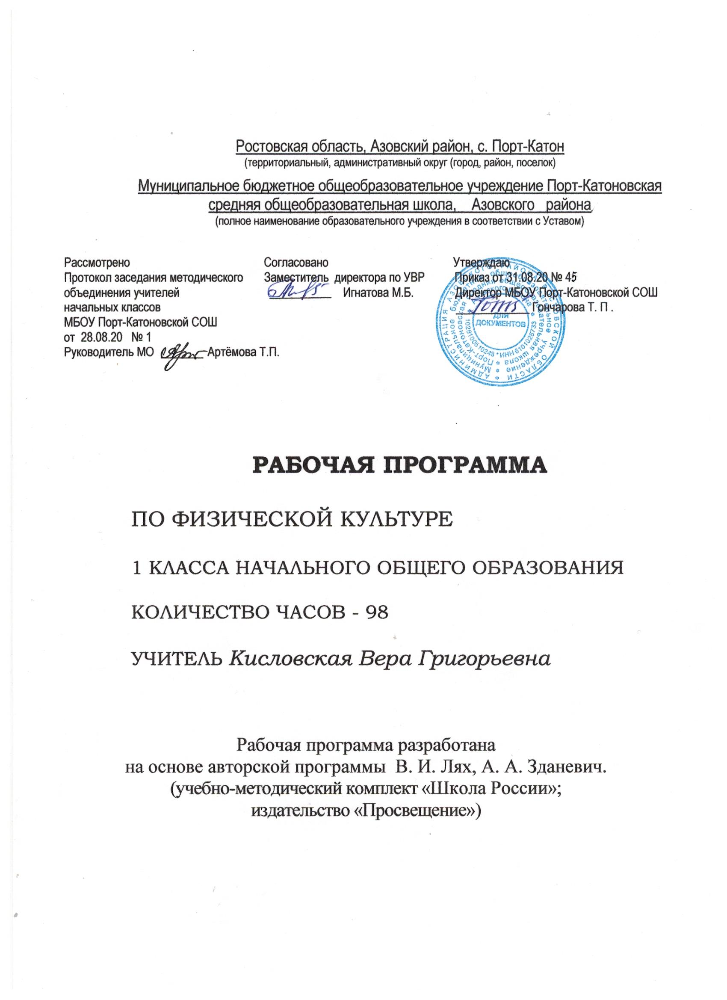 Ростовская область, Азовский район, с. Порт-Катон
(территориальный, административный округ (город, район, поселок)
Муниципальное бюджетное общеобразовательное учреждение Порт-Катоновская
средняя общеобразовательная школа, Азовского района
(полное наименование образовательного учреждения в соответствии с Уставом)
Рассмотрено
Протокол заседания методического
объединения учителей
начальных классов
МБОУ Порт-Катоновской СОШ
от 28.08.20 № 1
Руководитель МО Артёмова Т.П.
Согласовано
Заместитель директора по УВР
Игнатова М.Б.
Утверждаю
Приказ от 31.08.20 № 45
Директор МБОУ Порт-Катоновской СОШ
Гончарова Т. П .
ДЛЯ
ДОКУМЕНТОВ
РАБОЧАЯ ПРОГРАММА
ПО ФИЗИЧЕСКОЙ КУЛЬТУРЕ
1 КЛАССА НАЧАЛЬНОГО ОБЩЕГО ОБРАЗОВАНИЯ
КОЛИЧЕСТВО ЧАСОВ - 98
УЧИТЕЛЬ Кисловская Вера Григорьевна
Рабочая программа разработана
на основе авторской программы В. И. Лях, А. А. Зданевич.
(учебно-методический комплект «Школа России»;
издательство «Просвещение»)